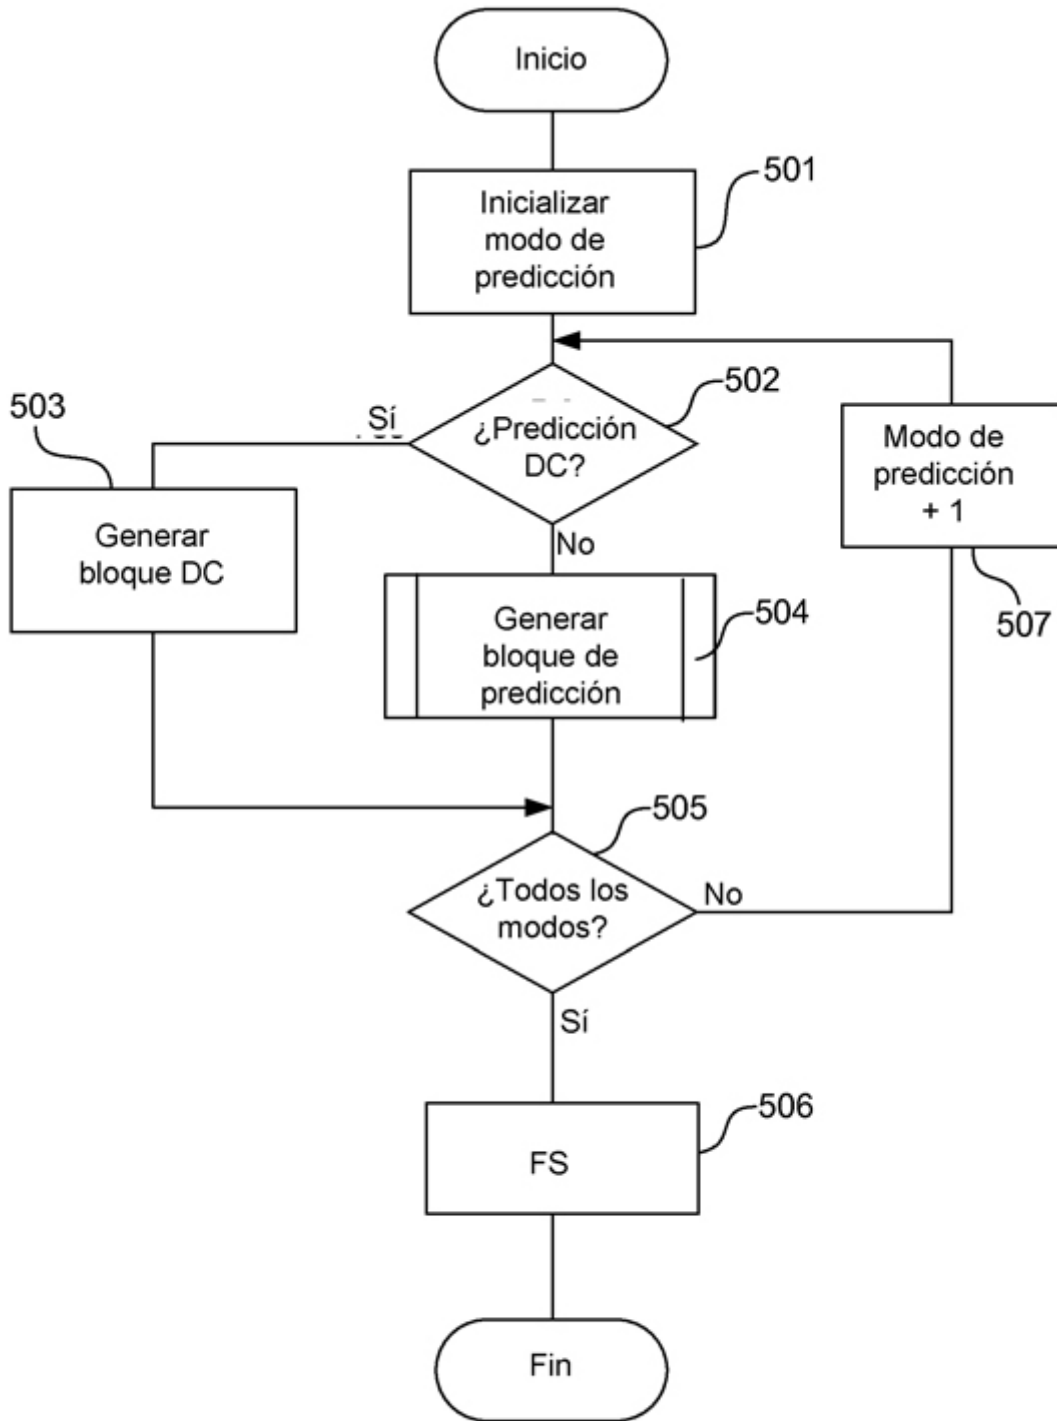 Inicio
501
Inicializar
modo de
predicción
502
503
Sí
¿Predicción
DC?
Modo de
predicción
+ 1
507
Generar
bloque DC
No
Generar
bloque de
predicción
504
505
¿Todos los
modos?
No
Sí
506
FS
Fin